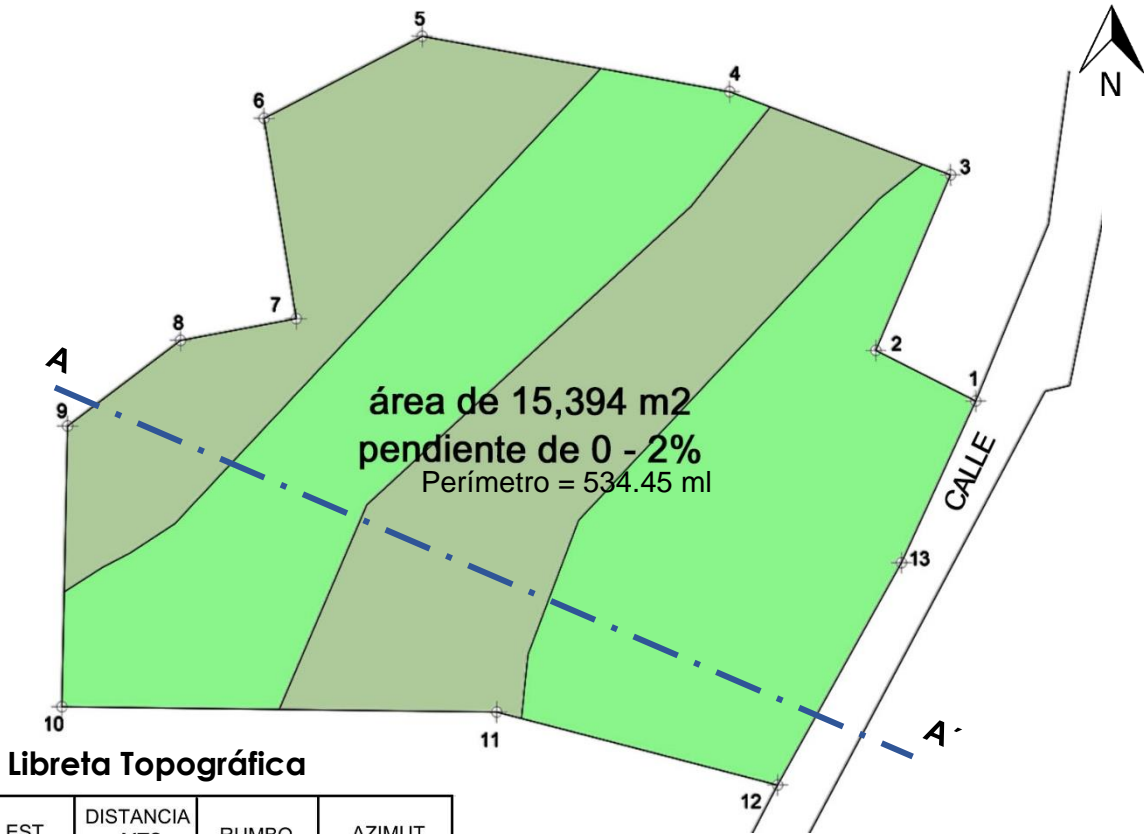 5
4
6
N
3
7
8
2
A
1
9
área de 15,394 m2
pendiente de 0 - 2%
Perímetro = 534.45 ml
CALLE
13
10
11
A´
12
Libreta Topográfica
EST
DISTANCIA
MTS
RUMBO
AZIMUT